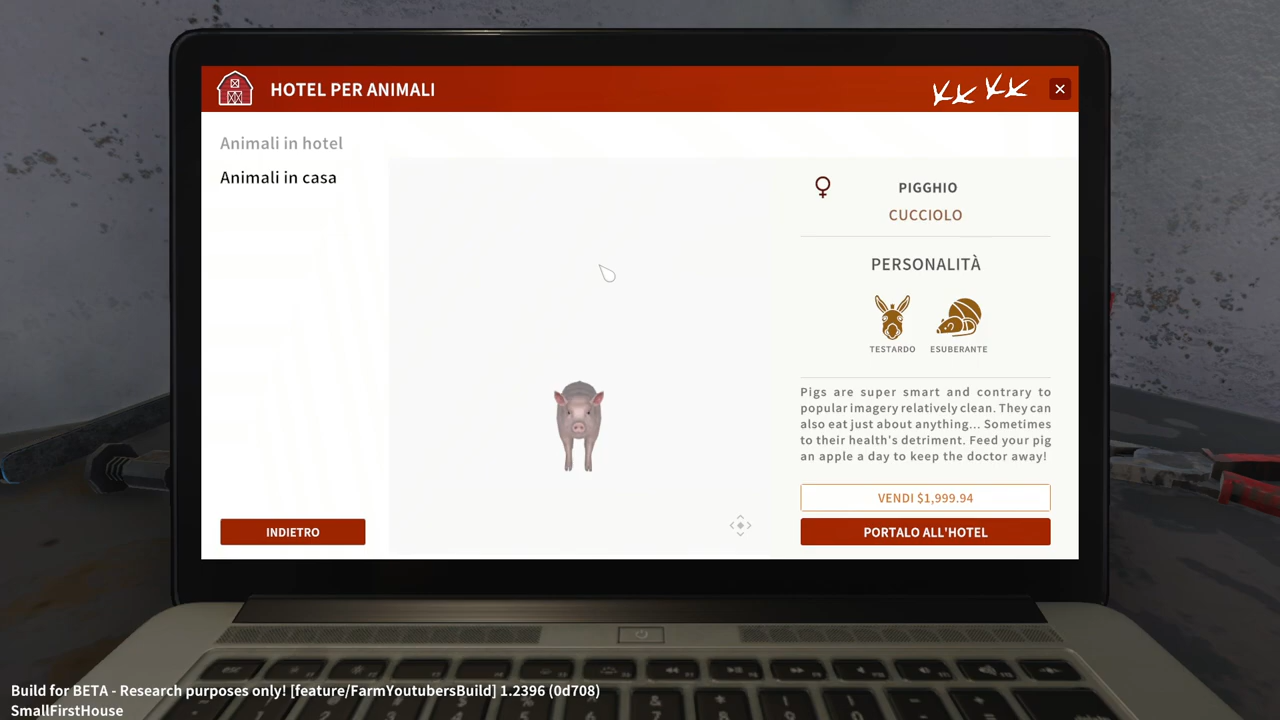 HOTEL PER ANIMALI
Animali in hotel
Animali in casa
PIGGHIO
CUCCIOLO
PERSONALITÀ
TESTARDO
ESUBERANTE
Pigs are super smart and contrary to
popular imagery relatively clean. They can
also eat just about anything... Sometimes
to their health's detriment. Feed your pig
an apple a day to keep the doctor away!
VENDI $1,999.94
INDIETRO
PORTALO ALL'HOTEL
Build for BETA - Research purposes only! [feature/FarmYoutubersBuild] 1.2396 (0d708)
SmallFirstHouse